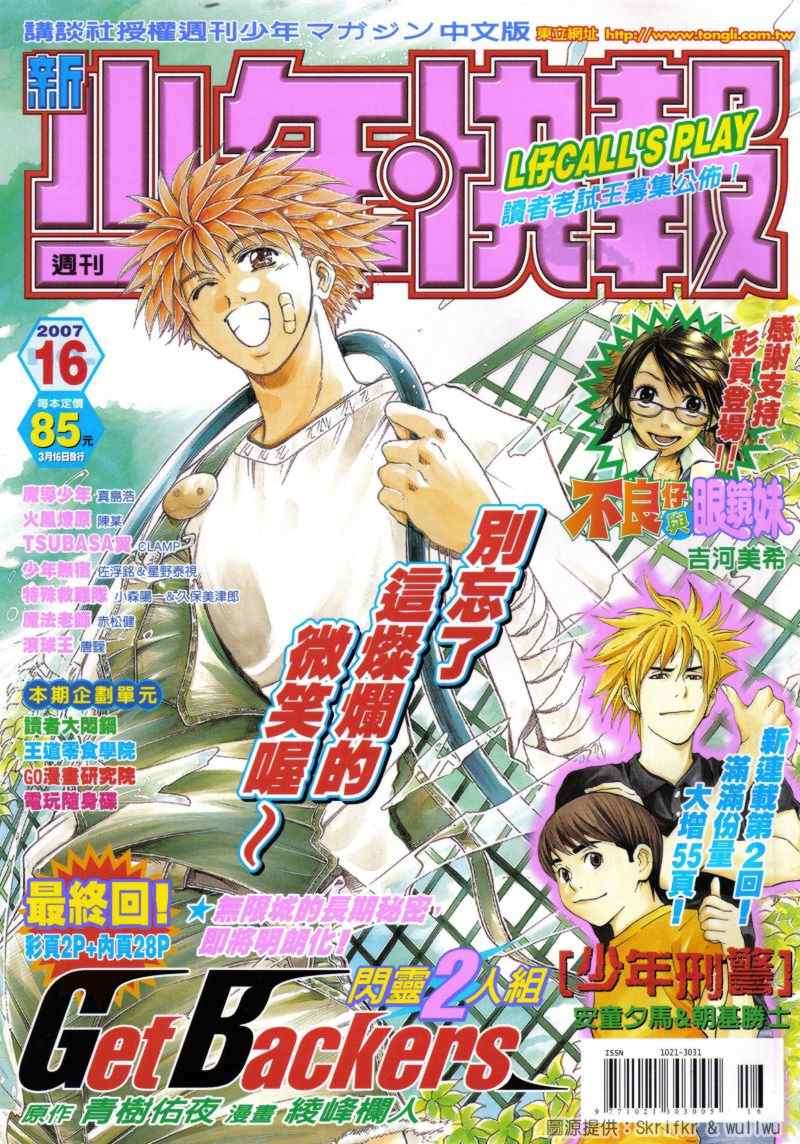 講談社授權週刊少年マガジン中文版 東立網址 http://www.tongli.com.tw
新
少年快報
週刊
L仔CALL'S PLAY
讀者考試王募集公佈！
2007
16
每本定價
85元
3月16日發行
感謝支持…
彩頁登場！！
不良仔與眼鏡妹
吉河美希
魔導少年 真島浩
火鳳燎原 陳某
TSUBASA翼 CLAMP
少年無宿 佐浮銘＆星野泰視
特殊救難隊 小森陽一＆久保美津郎
魔法老師 赤松健
滾球王
本期企劃單元
讀者大悶鍋
王道零食學院
GO漫畫研究院
電玩隨身碟
別忘了
這燦爛的
微笑喔～
新連載第2回！
滿滿份量
大增55頁！
［少年刑警］
安童夕馬&朝基勝士
最終回！
彩頁2P+內頁28P
★無限城的長期秘密，
即將明朗化！
閃靈2人組
GetBackers
原作 青樹佑夜 漫畫 綾峰欄人
ISSN 1021-3031
9 771021 303005 16
圖源提供：Skrifkr & wullwu